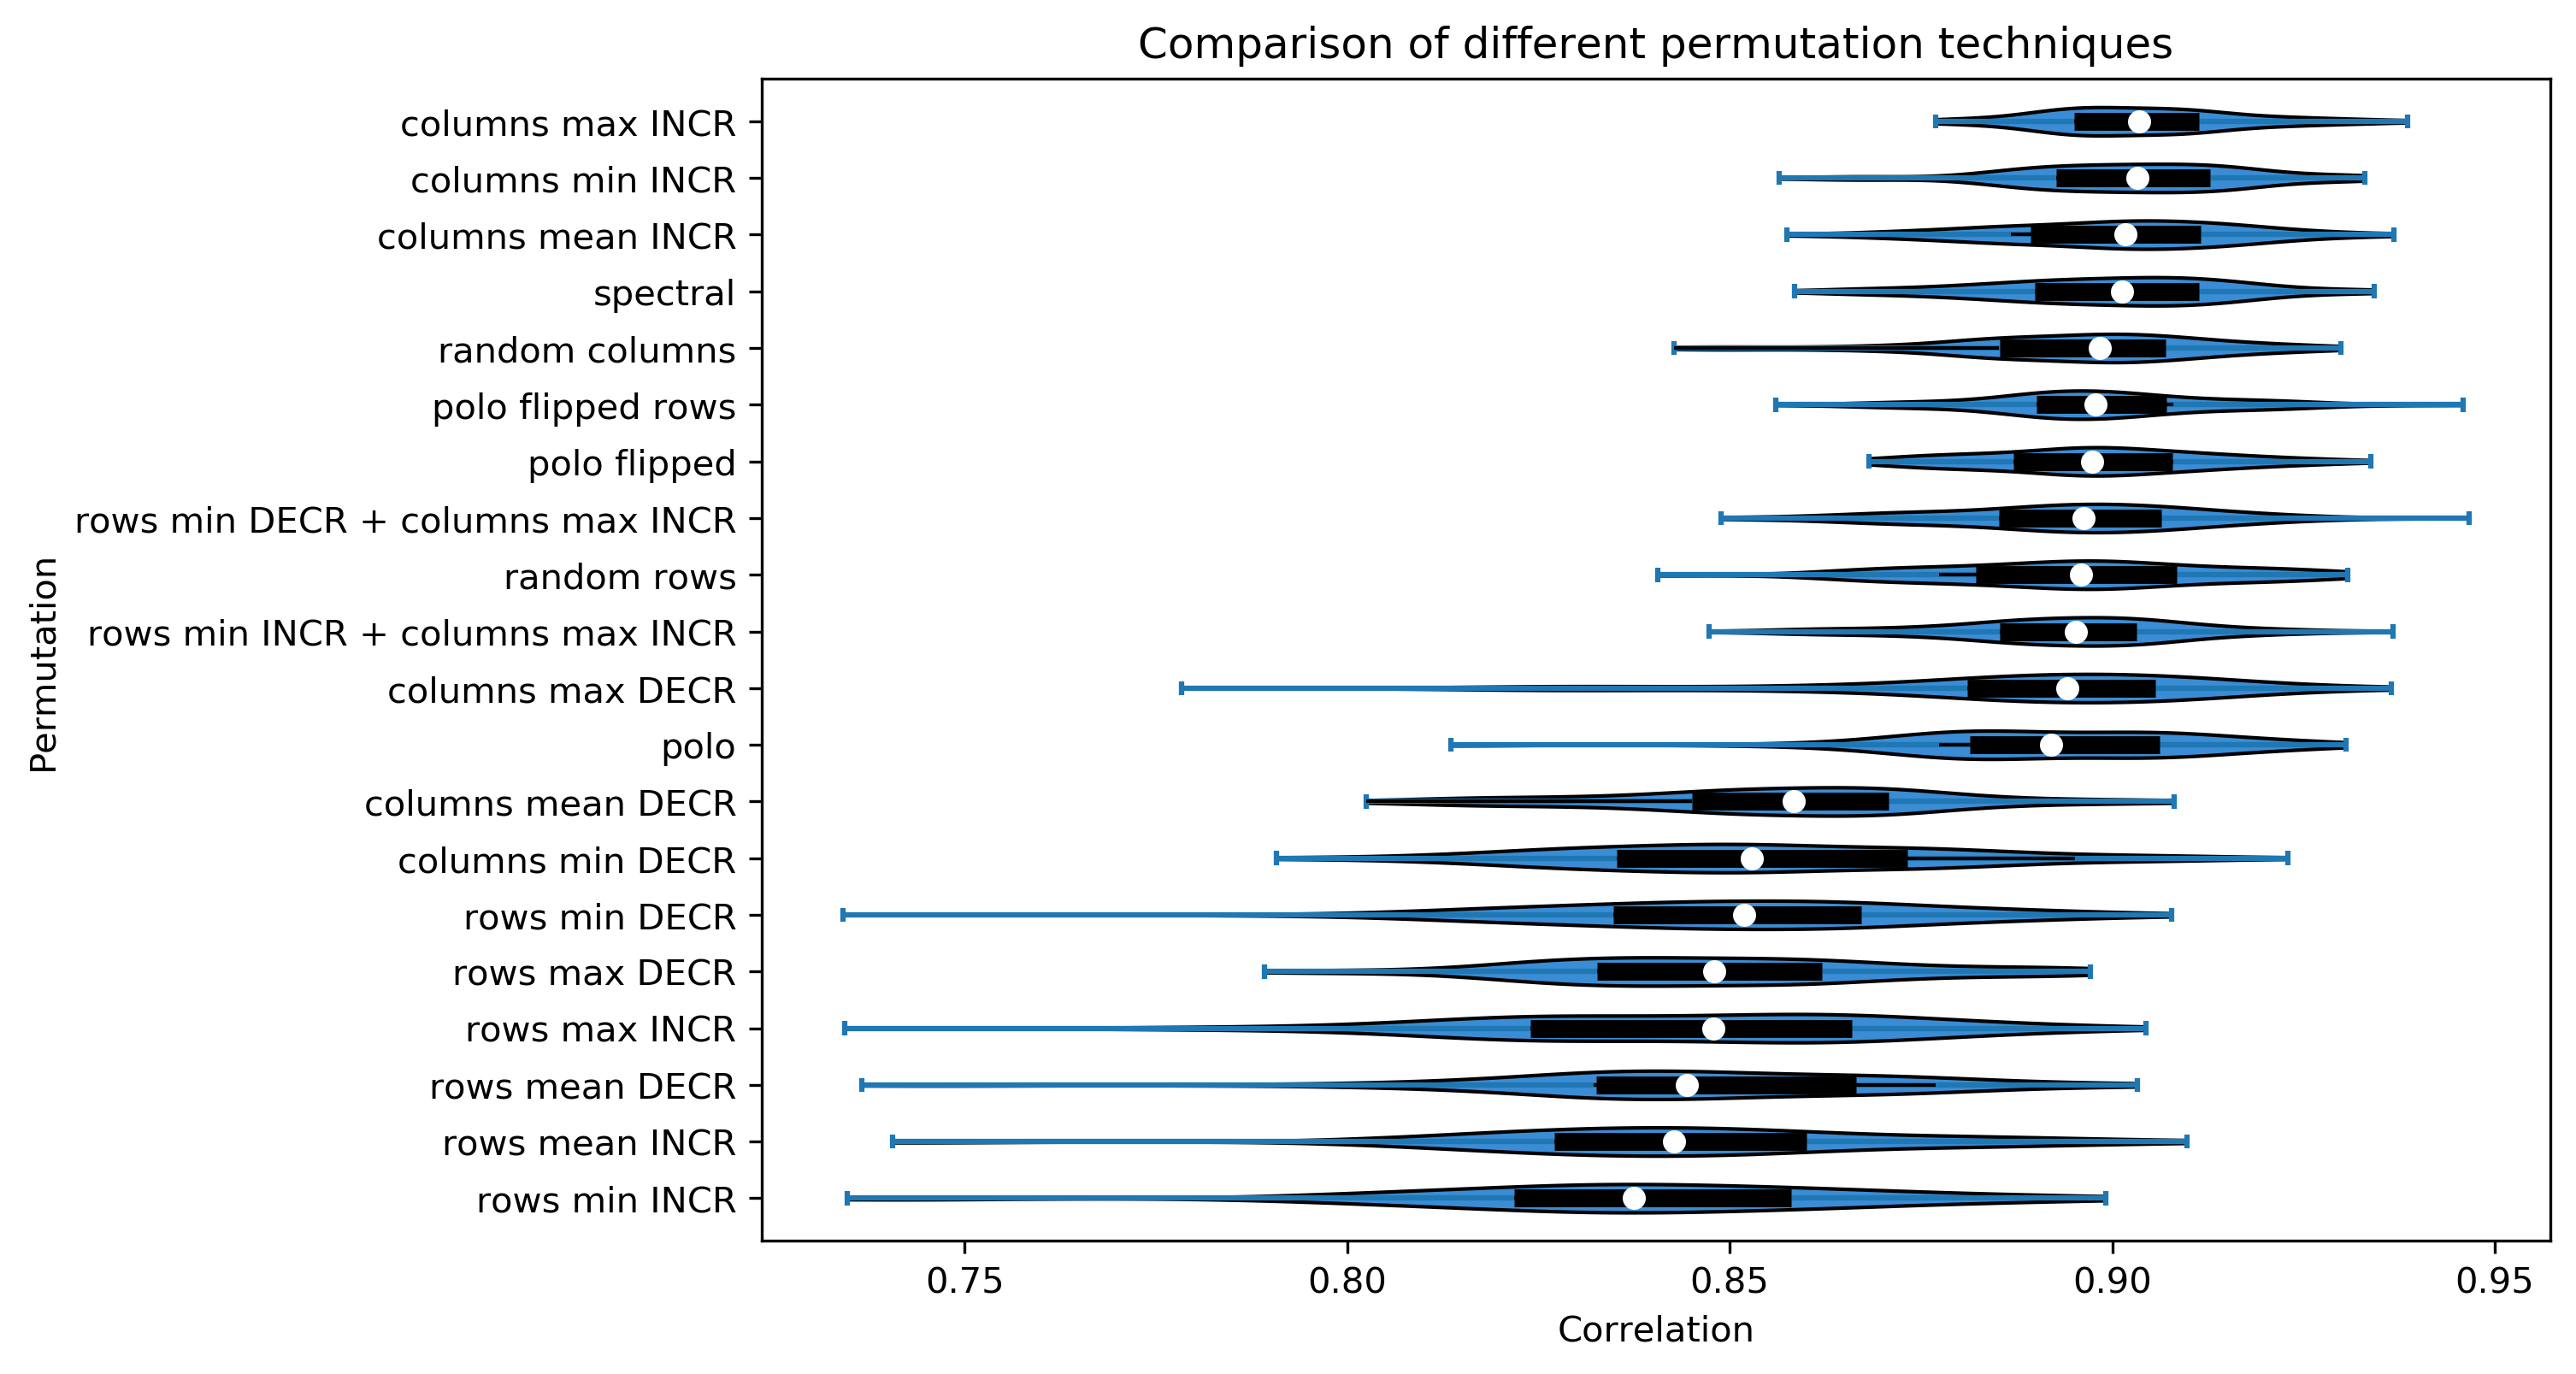 Comparison of different permutation techniques
columns max INCR
columns min INCR
columns mean INCR
spectral
random columns
polo flipped rows
polo flipped
rows min DECR + columns max INCR
random rows
rows min INCR + columns max INCR
columns max DECR
polo
columns mean DECR
columns min DECR
rows min DECR
rows max DECR
rows max INCR
rows mean DECR
rows mean INCR
rows min INCR
Permutation
0.75 0.80 0.85 0.90 0.95
Correlation